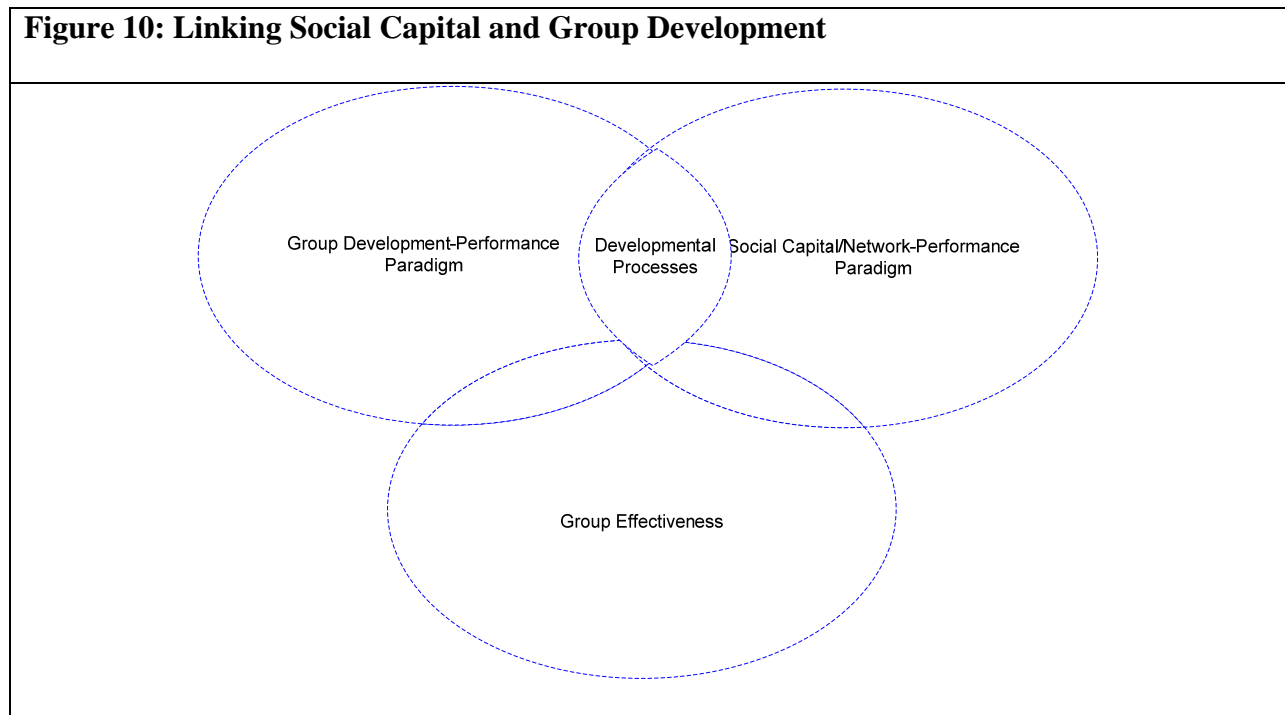 Figure 10: Linking Social Capital and Group Development
Group Development-Performance
Paradigm
Developmental
Processes
Social Capital/Network-Performance
Paradigm
Group Effectiveness